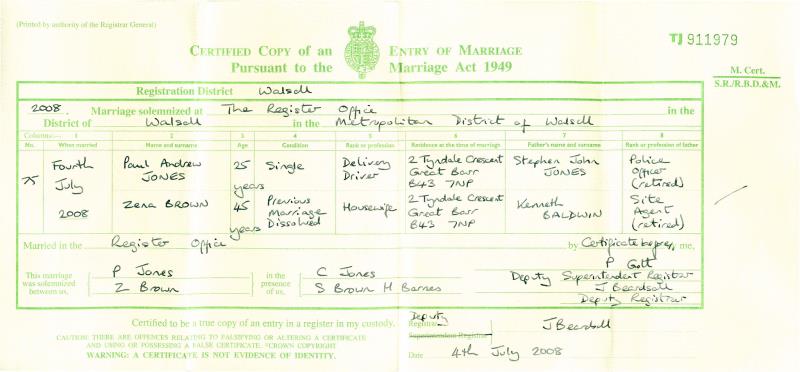 (Printed by authority of the Registrar General)
TJ 911979
CERTIFIED COPY of an ENTRY OF MARRIAGE
Pursuant to the Marriage Act 1949
M. Cert.
S.R./R.B.D.&M.
Registration District Walsall
2008. Marriage solemnized at The Register Office in the
District of Walsall in the Metropolitan District of Walsall
Columns:— 1 2 3 4 5 6 7 8
No. When married Name and surname Age Condition Rank or profession Residence at the time of marriage Father's name and surname Rank or profession of father
75
Fourth
July
2008
Paul Andrew
JONES
25
years
Single
Delivery
Driver
2 Tyndale Crescent
Great Barr
B43 7NP
Stephen John
JONES
Police
Officer
(retired)
Zena BROWN
45
years
Previous
Marriage
Dissolved
Housewife
2 Tyndale Crescent
Great Barr
B43 7NP
Kenneth
BALDWIN
Site
Agent
(retired)
Married in the Register Office by Certificate before, me,
This marriage
was solemnized
between us,
P Jones
Z Brown
in the
presence
of us,
C Jones
S Brown H Barnes
P Gott
Deputy Superintendent Registrar
J Beardsall
Deputy Registrar
Certified to be a true copy of an entry in a register in my custody.
Deputy
Registrar
Superintendent Registrar
J Beardsall
CAUTION: THERE ARE OFFENCES RELATING TO FALSIFYING OR ALTERING A CERTIFICATE
AND USING OR POSSESSING A FALSE CERTIFICATE. ©CROWN COPYRIGHT
WARNING: A CERTIFICATE IS NOT EVIDENCE OF IDENTITY.
Date 4th July 2008